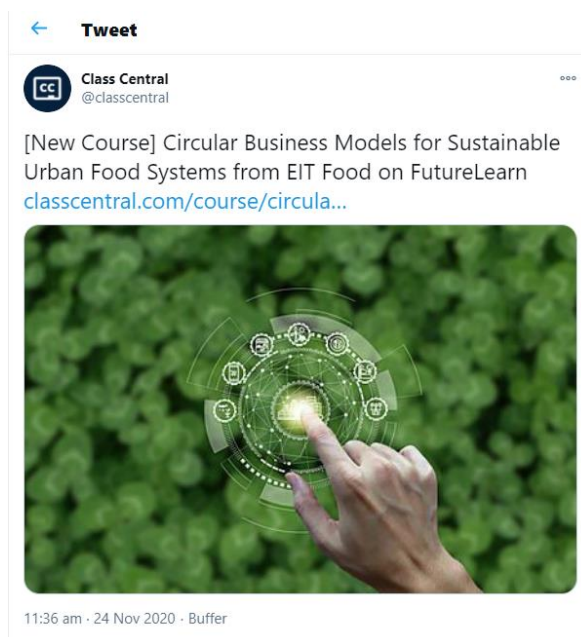 Tweet
CC
Class Central
@classcentral
[New Course] Circular Business Models for Sustainable
Urban Food Systems from EIT Food on FutureLearn
classcentral.com/course/circula...
11:36 am · 24 Nov 2020 · Buffer